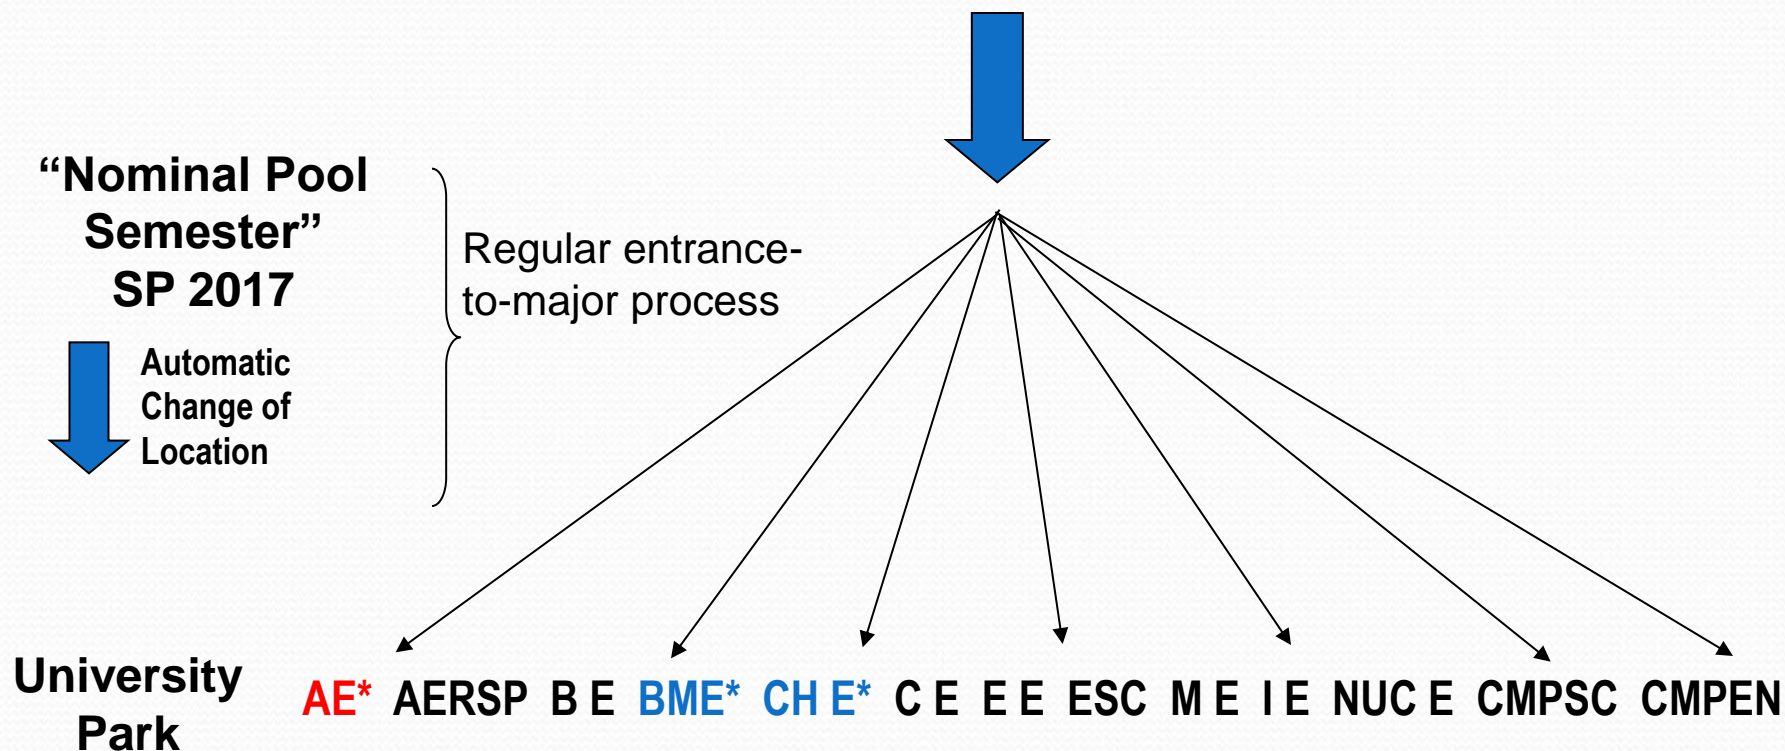 “Nominal Pool
Semester”
SP 2017
Regular entrance-
to-major process
Automatic
Change of
Location
University
Park
AE* AERSP B E BME* CH E* C E E E ESC M E I E NUC E CMPSC CMPEN